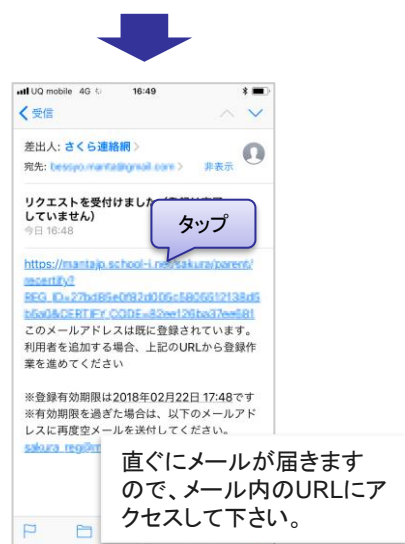 UQ mobile 4G 16:49
受信
差出人: さくら連絡網
宛先: 非表示
リクエストを受付けました
していません)
今日 16:48
タップ
https://mantajp.school-i.net/sakura/parent/
このメールアドレスは既に登録されています。
利用者を追加する場合、上記のURLから登録作
業を進めてください
※登録有効期限は2018年02月22日 17:48です
※有効期限を過ぎた場合は、以下のメールアド
レスに再度空メールを送付してください。
直ぐにメールが届きます
ので、メール内のURLにア
クセスして下さい。